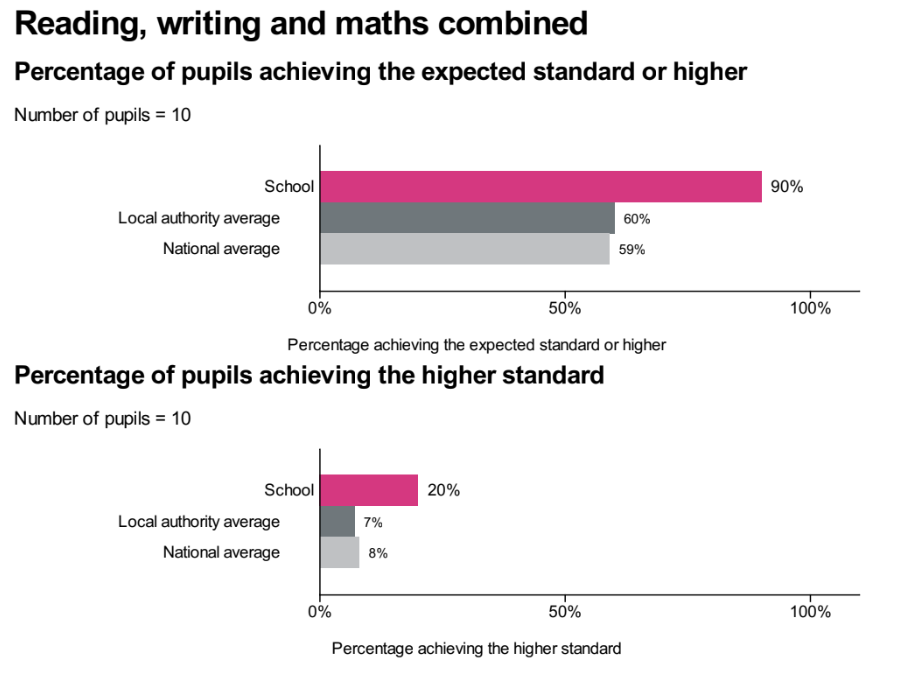 Reading, writing and maths combined
Percentage of pupils achieving the expected standard or higher
Number of pupils = 10
School 90%
Local authority average 60%
National average 59%
0% 50% 100%
Percentage achieving the expected standard or higher
Percentage of pupils achieving the higher standard
Number of pupils = 10
School 20%
Local authority average 7%
National average 8%
0% 50% 100%
Percentage achieving the higher standard